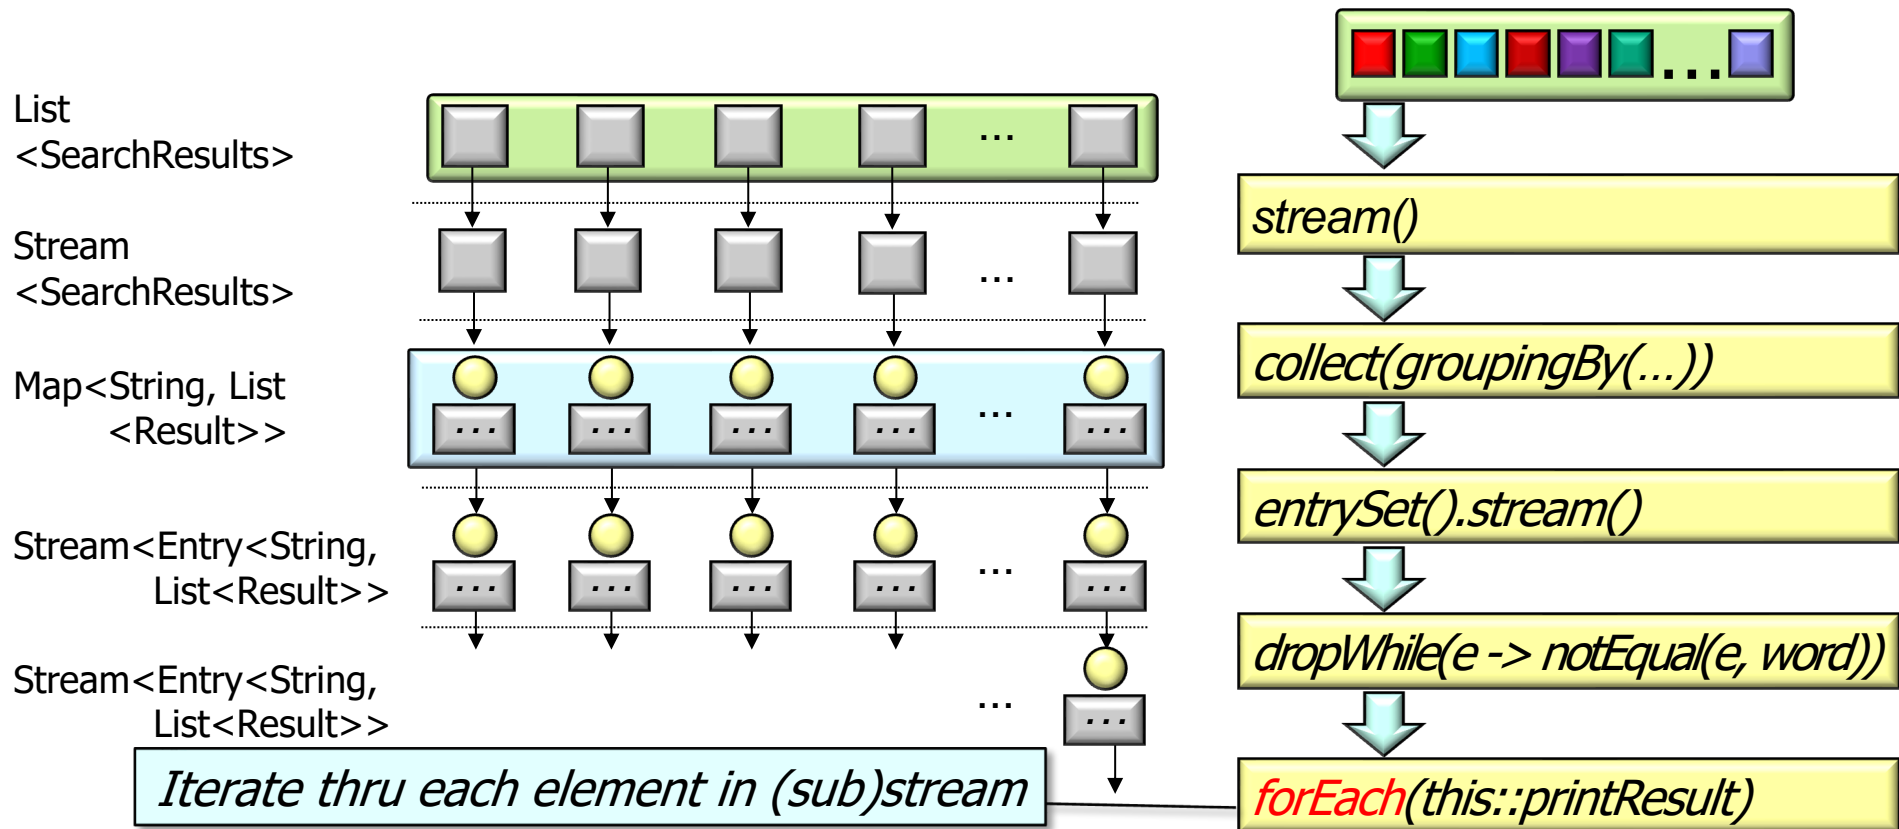 List
<SearchResults>
...
stream()
Stream
<SearchResults>
...
collect(groupingBy(...))
Map<String, List
<Result>>
...
... ... ... ... ...
entrySet().stream()
Stream<Entry<String,
List<Result>>
...
... ... ... ... ...
dropWhile(e -> notEqual(e, word))
Stream<Entry<String,
List<Result>>
...
...
Iterate thru each element in (sub)stream
forEach(this::printResult)
...